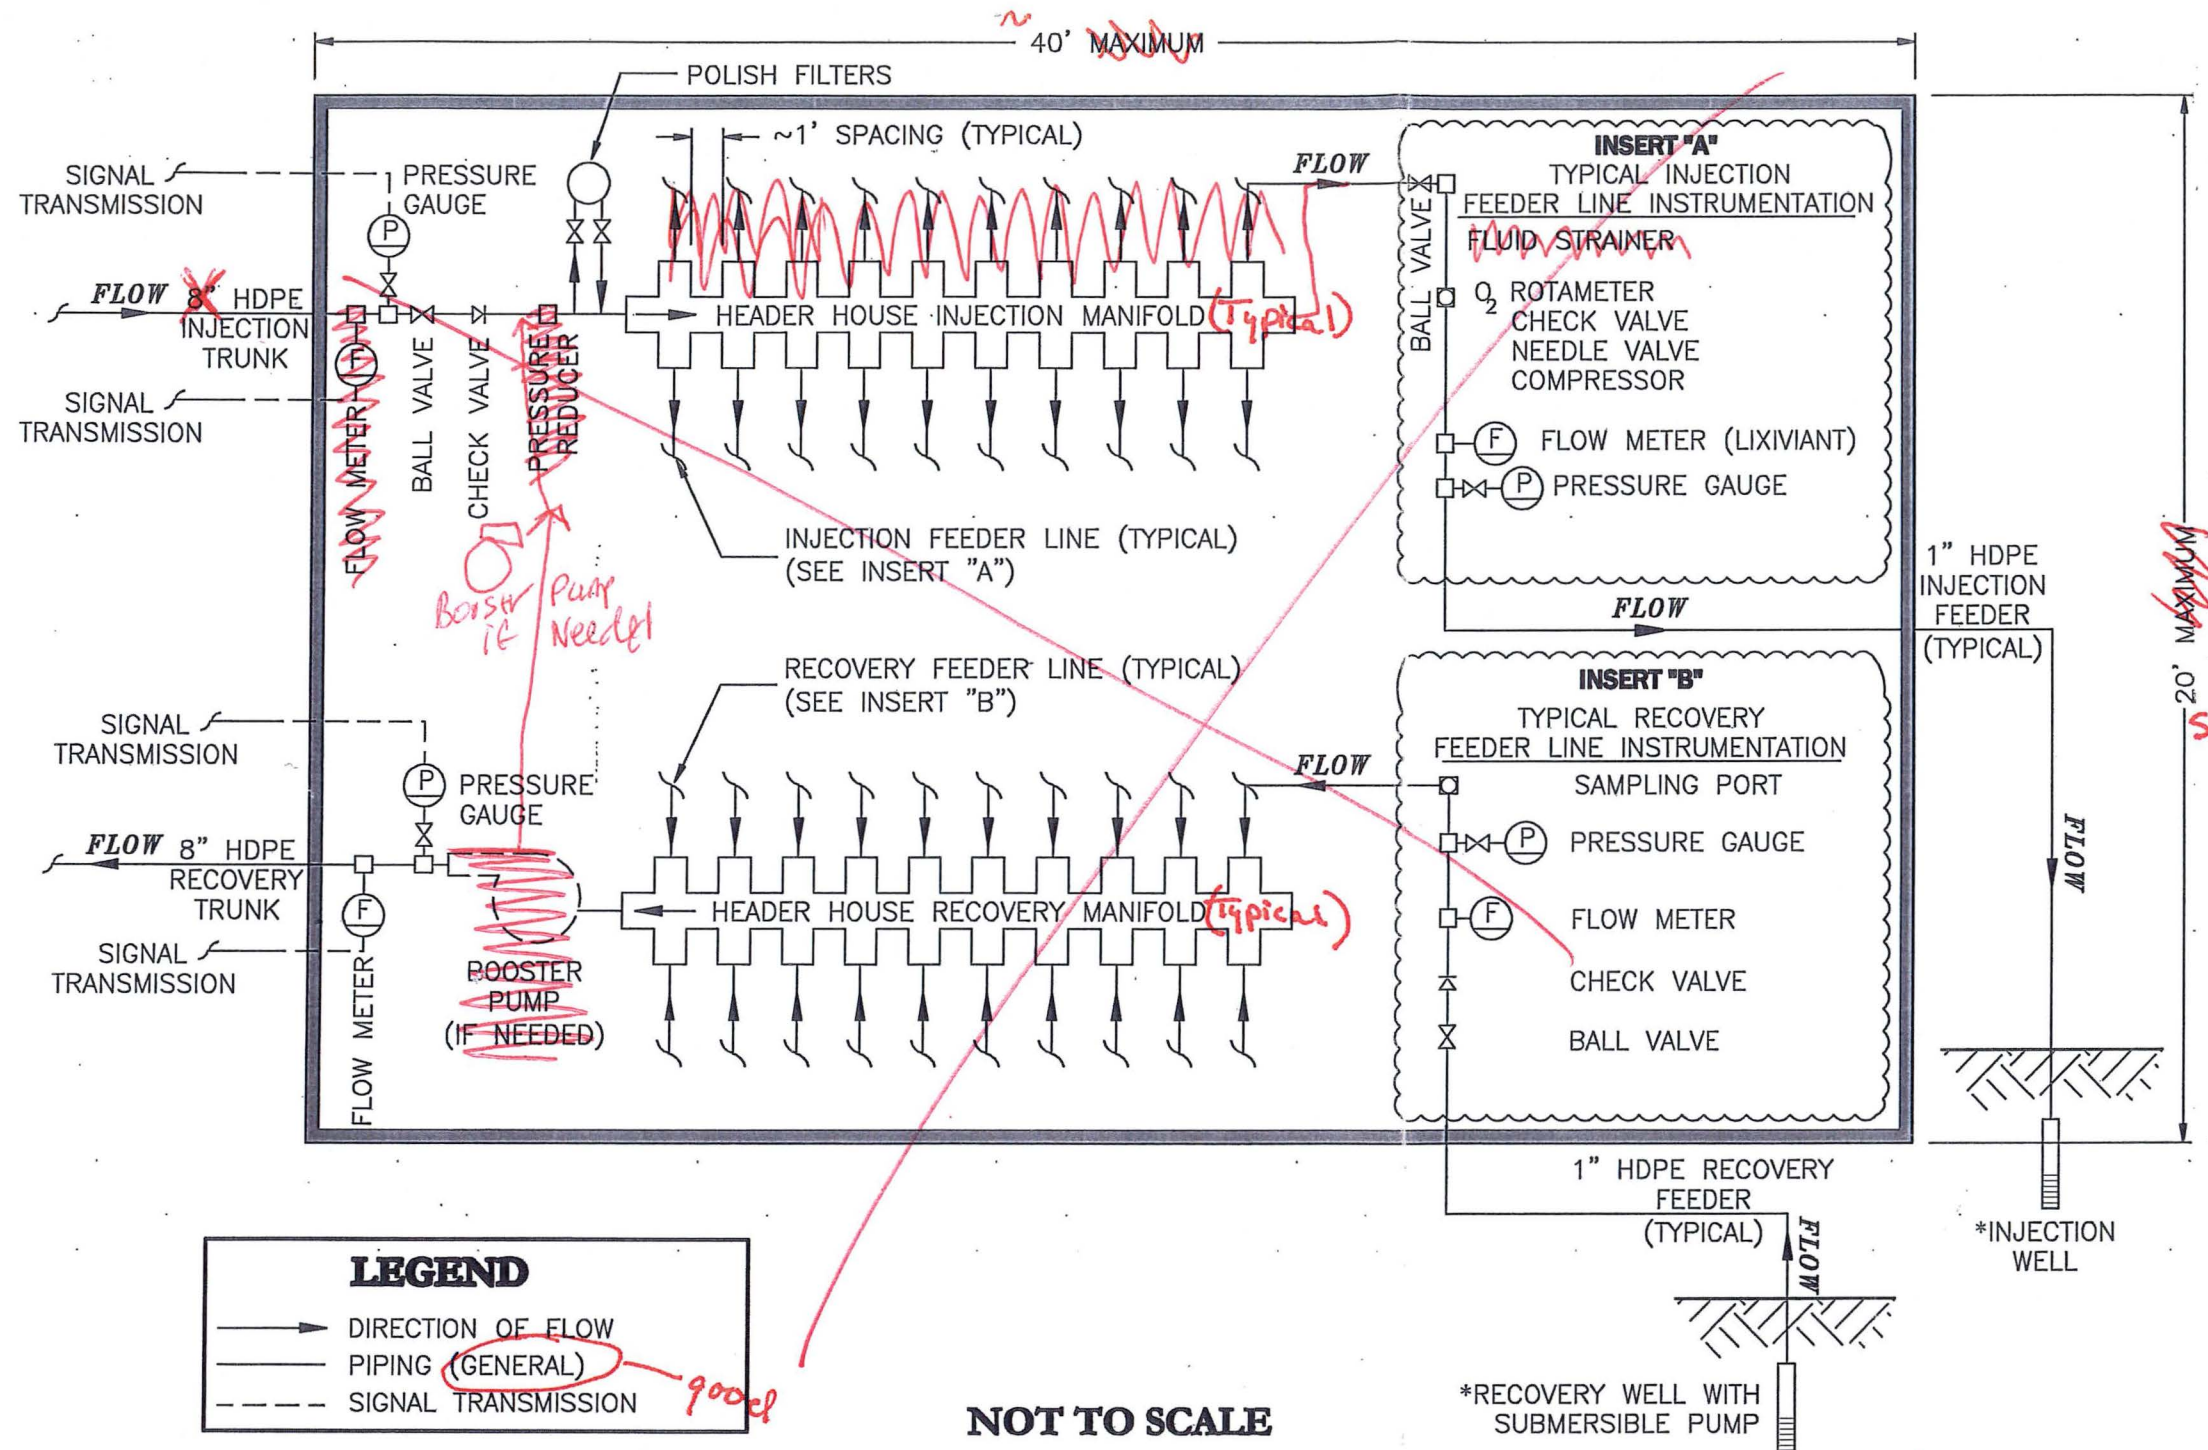 ~
40' MAXIMUM
POLISH FILTERS
~1' SPACING (TYPICAL)
SIGNAL
TRANSMISSION
PRESSURE
GAUGE
P
FLOW
8" HDPE
INJECTION
TRUNK
F
SIGNAL
TRANSMISSION
FLOW METER
BALL VALVE
CHECK VALVE
PRESSURE
REDUCER
HEADER HOUSE INJECTION MANIFOLD
(Typical)
FLOW
INSERT "A"
TYPICAL INJECTION
FEEDER LINE INSTRUMENTATION
FLUID STRAINER
BALL VALVE
O2 ROTAMETER
CHECK VALVE
NEEDLE VALVE
COMPRESSOR
F
FLOW METER (LIXIVIANT)
P
PRESSURE GAUGE
FLOW
1" HDPE
INJECTION
FEEDER
(TYPICAL)
20' MAXIMUM
INJECTION FEEDER LINE (TYPICAL)
(SEE INSERT "A")
Pump
Needed
RECOVERY FEEDER LINE (TYPICAL)
(SEE INSERT "B")
SIGNAL
TRANSMISSION
P
PRESSURE
GAUGE
FLOW
8" HDPE
RECOVERY
TRUNK
F
SIGNAL
TRANSMISSION
FLOW METER
BOOSTER
PUMP
(IF NEEDED)
HEADER HOUSE RECOVERY MANIFOLD
(Typical)
FLOW
INSERT "B"
TYPICAL RECOVERY
FEEDER LINE INSTRUMENTATION
SAMPLING PORT
P
PRESSURE GAUGE
F
FLOW METER
CHECK VALVE
BALL VALVE
FLOW
1" HDPE RECOVERY
FEEDER
(TYPICAL)
FLOW
*INJECTION
WELL
*RECOVERY WELL WITH
SUBMERSIBLE PUMP
LEGEND
DIRECTION OF FLOW
PIPING (GENERAL)
SIGNAL TRANSMISSION
good
NOT TO SCALE